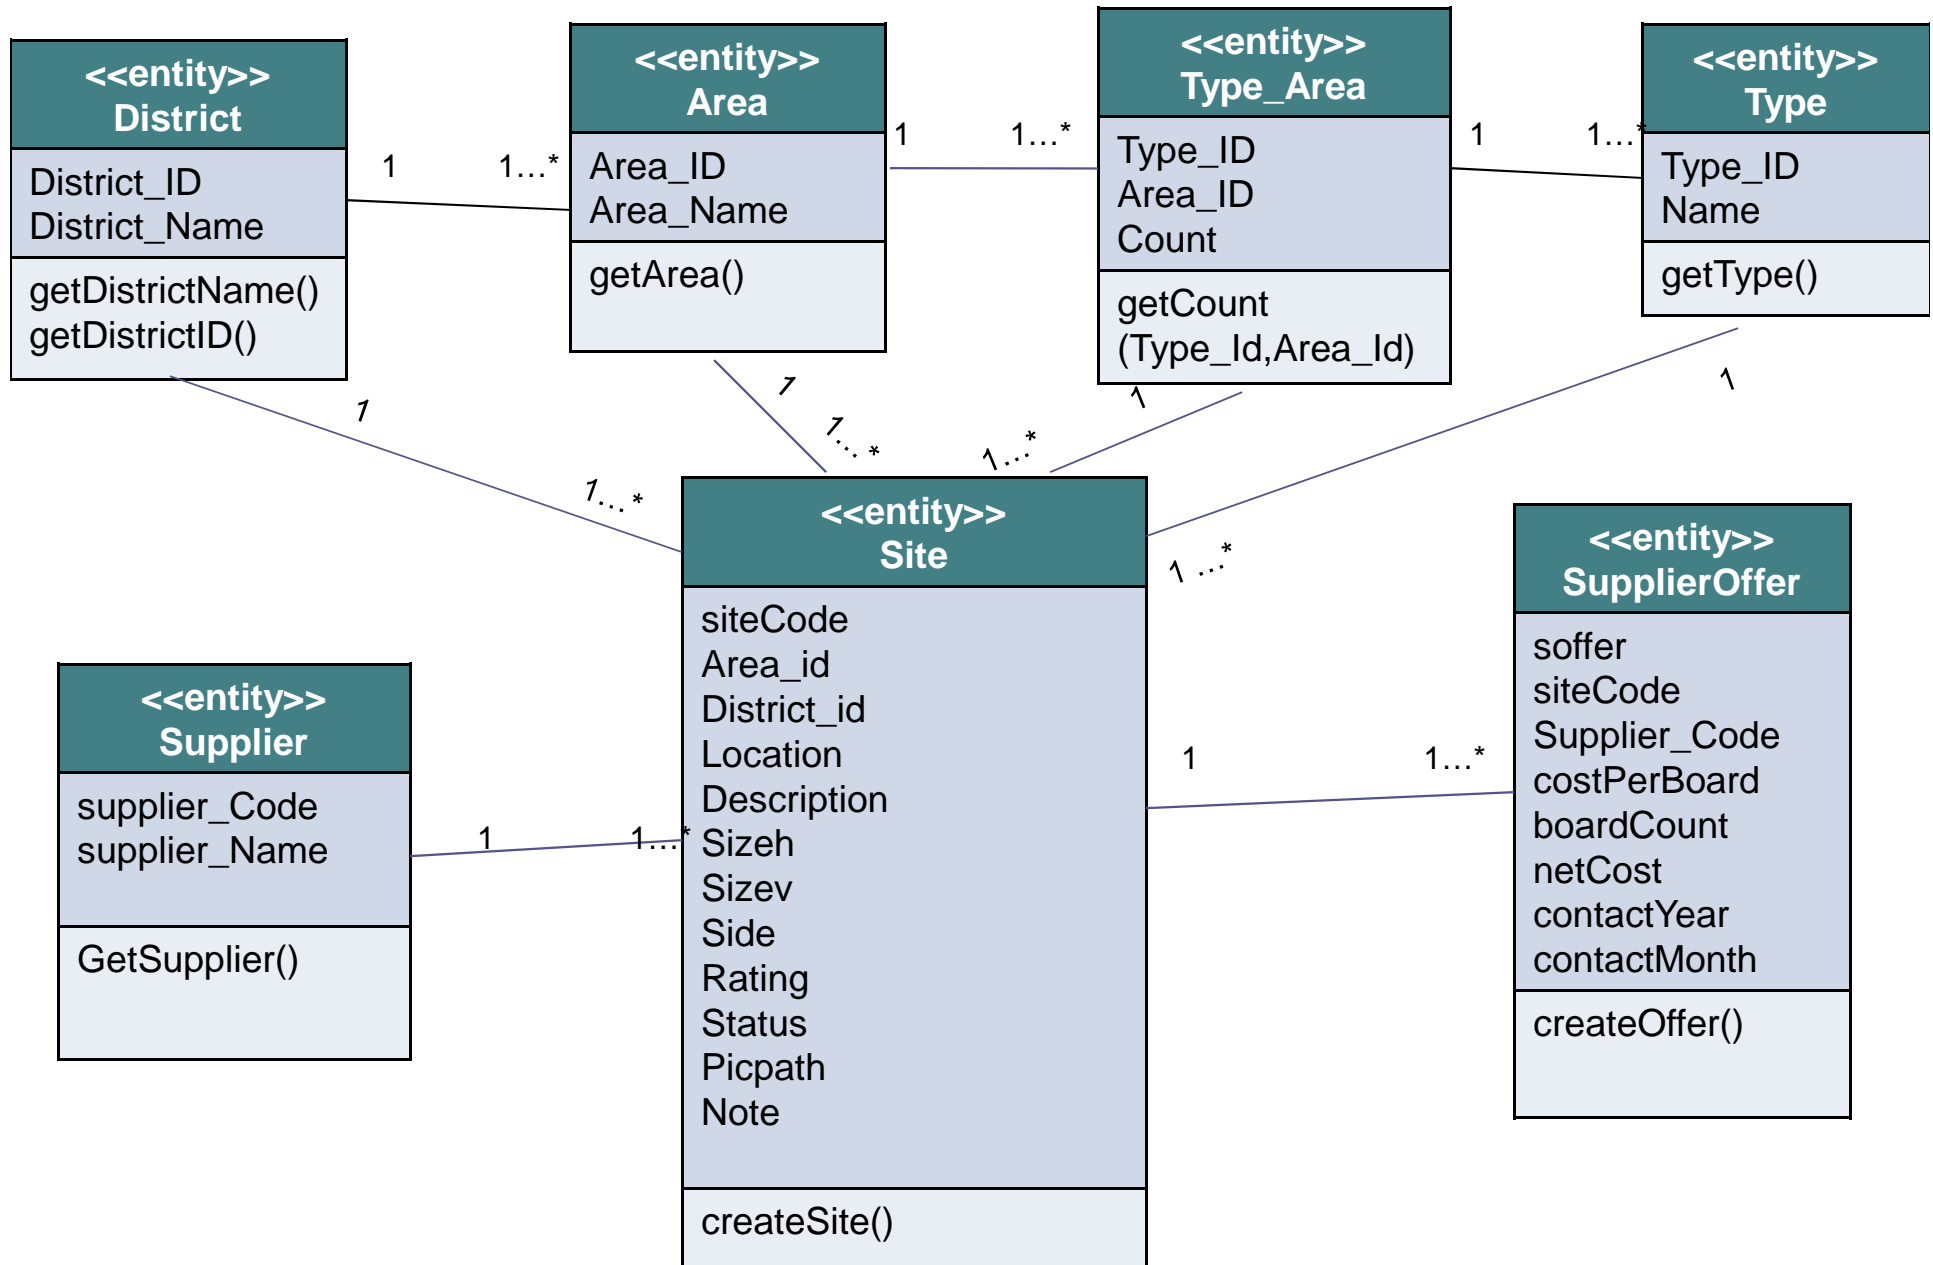 <<entity>>
District
District_ID
District_Name
getDistrictName()
getDistrictID()
1
1...*
<<entity>>
Area
Area_ID
Area_Name
getArea()
1
1...*
<<entity>>
Type_Area
Type_ID
Area_ID
Count
getCount
(Type_Id,Area_Id)
1
1...*
<<entity>>
Type
Type_ID
Name
getType()
1
1...*
1
1...*
1
1...*
1
1 ...*
<<entity>>
Site
siteCode
Area_id
District_id
Location
Description
Sizeh
Sizev
Side
Rating
Status
Picpath
Note
createSite()
<<entity>>
Supplier
supplier_Code
supplier_Name
GetSupplier()
1
1...*
1
1...*
<<entity>>
SupplierOffer
soffer
siteCode
Supplier_Code
costPerBoard
boardCount
netCost
contactYear
contactMonth
createOffer()